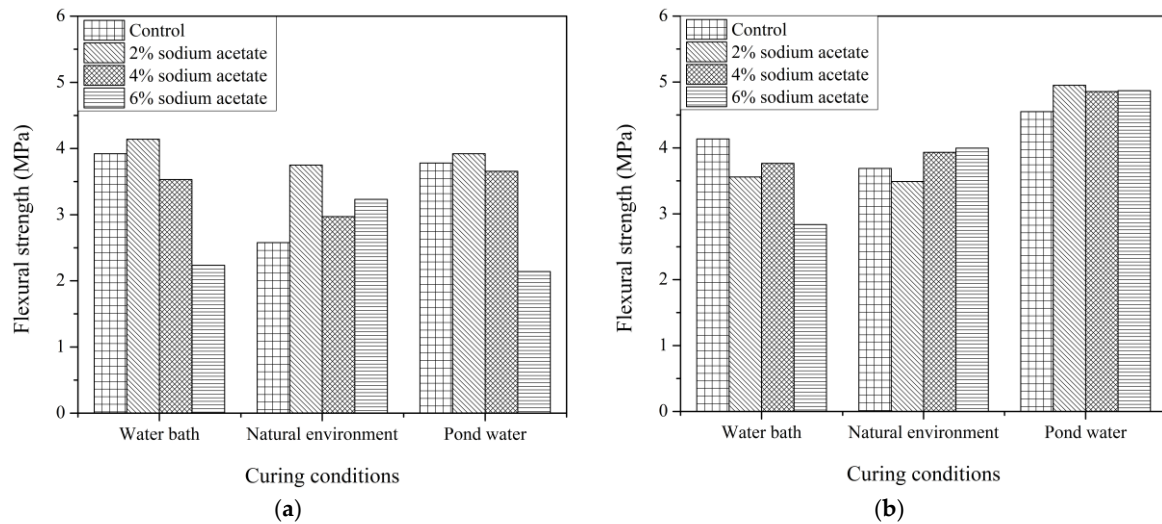 6
5
4
3
2
1
0
Flexural strength (MPa)
Control
2% sodium acetate
4% sodium acetate
6% sodium acetate
Water bath
Natural environment
Pond water
Curing conditions
(a)
6
5
4
3
2
1
0
Flexural strength (MPa)
Control
2% sodium acetate
4% sodium acetate
6% sodium acetate
Water bath
Natural environment
Pond water
Curing conditions
(b)